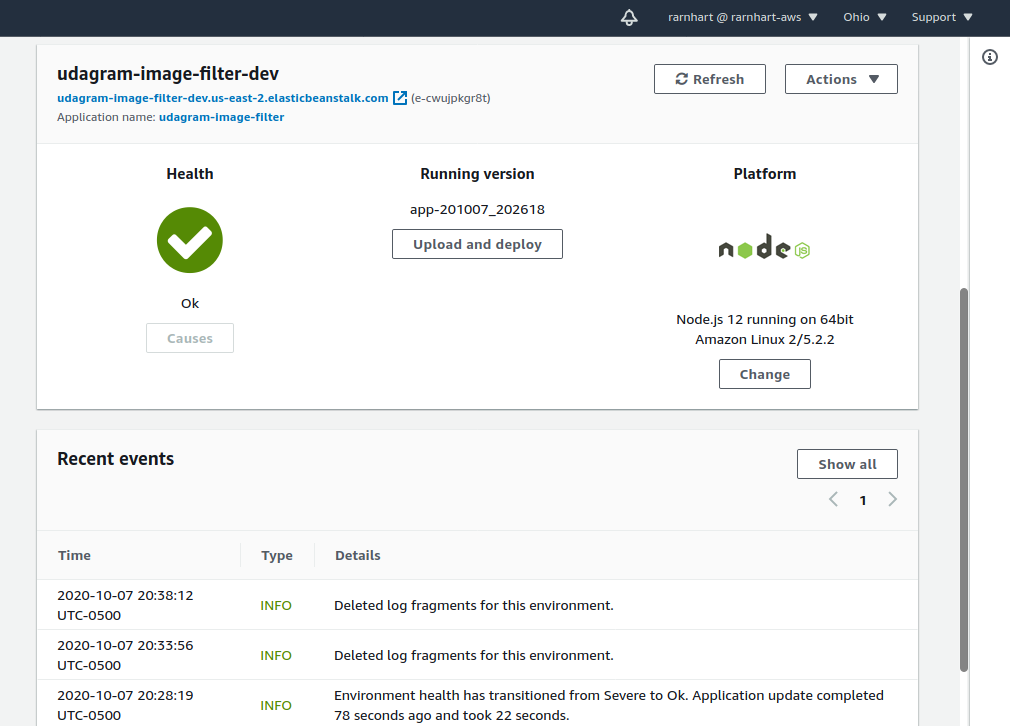 rarnhart @ rarnhart-aws Ohio Support
udagram-image-filter-dev
Refresh Actions
udagram-image-filter-dev.us-east-2.elasticbeanstalk.com (e-cwujpkgr8t)
Application name: udagram-image-filter
Health Running version Platform
app-201007_202618
Upload and deploy
node JS
Ok
Causes
Node.js 12 running on 64bit
Amazon Linux 2/5.2.2
Change
Recent events
Show all
1
Time Type Details
2020-10-07 20:38:12
UTC-0500
INFO Deleted log fragments for this environment.
2020-10-07 20:33:56
UTC-0500
INFO Deleted log fragments for this environment.
2020-10-07 20:28:19
UTC-0500
INFO
Environment health has transitioned from Severe to Ok. Application update completed
78 seconds ago and took 22 seconds.